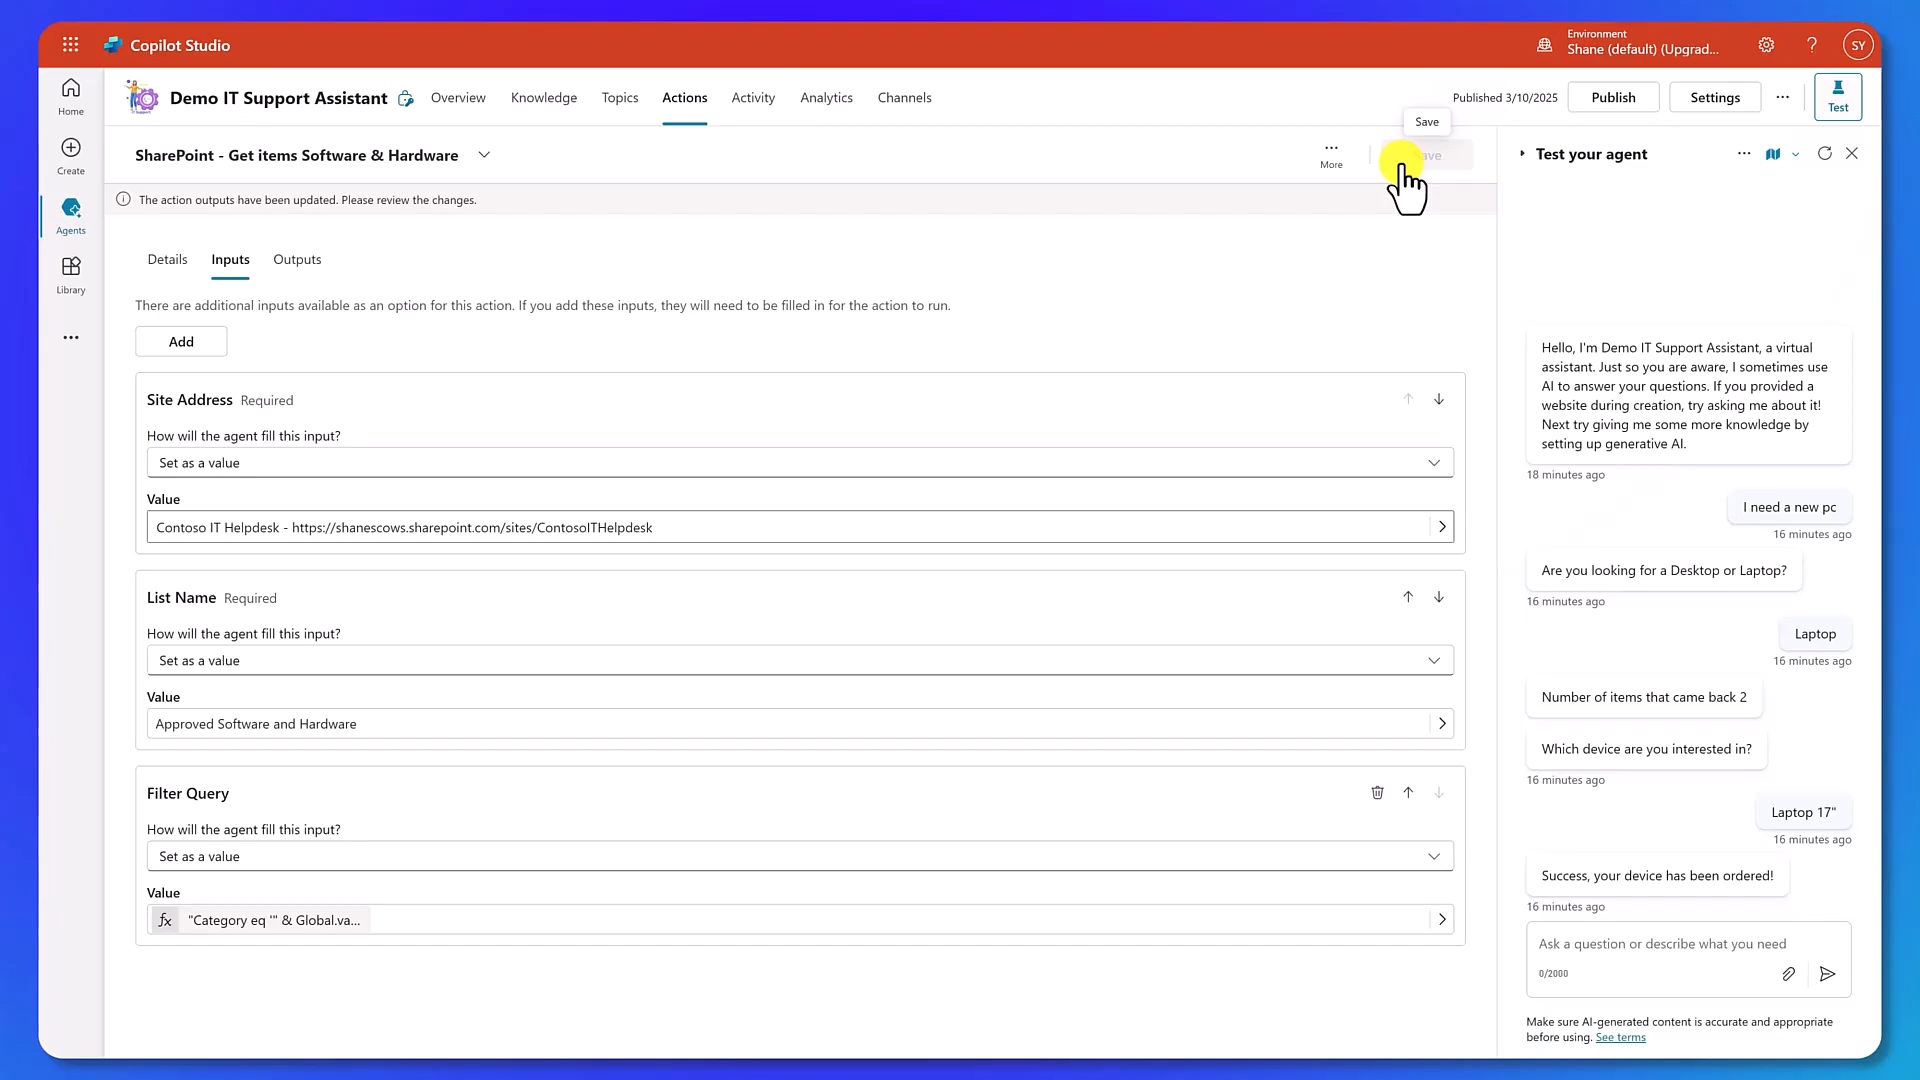 Copilot Studio
Environment
Shane (default) (Upgrad...
?
SY
Home
Create
Agents
Library
Demo IT Support Assistant
Overview
Knowledge
Topics
Actions
Activity
Analytics
Channels
Published 3/10/2025
Publish
Settings
Test
Save
SharePoint - Get items Software & Hardware
More
The action outputs have been updated. Please review the changes.
Details
Inputs
Outputs
There are additional inputs available as an option for this action. If you add these inputs, they will need to be filled in for the action to run.
Add
Site Address Required
How will the agent fill this input?
Set as a value
Value
Contoso IT Helpdesk - https://shanescows.sharepoint.com/sites/ContosoITHelpdesk
List Name Required
How will the agent fill this input?
Set as a value
Value
Approved Software and Hardware
Filter Query
How will the agent fill this input?
Set as a value
Value
fx "Category eq '" & Global.va...
Test your agent
Hello, I'm Demo IT Support Assistant, a virtual
assistant. Just so you are aware, I sometimes use
AI to answer your questions. If you provided a
website during creation, try asking me about it!
Next try giving me some more knowledge by
setting up generative AI.
18 minutes ago
I need a new pc
16 minutes ago
Are you looking for a Desktop or Laptop?
16 minutes ago
Laptop
16 minutes ago
Number of items that came back 2
Which device are you interested in?
16 minutes ago
Laptop 17"
16 minutes ago
Success, your device has been ordered!
16 minutes ago
Ask a question or describe what you need
0/2000
Make sure AI-generated content is accurate and appropriate
before using. See terms